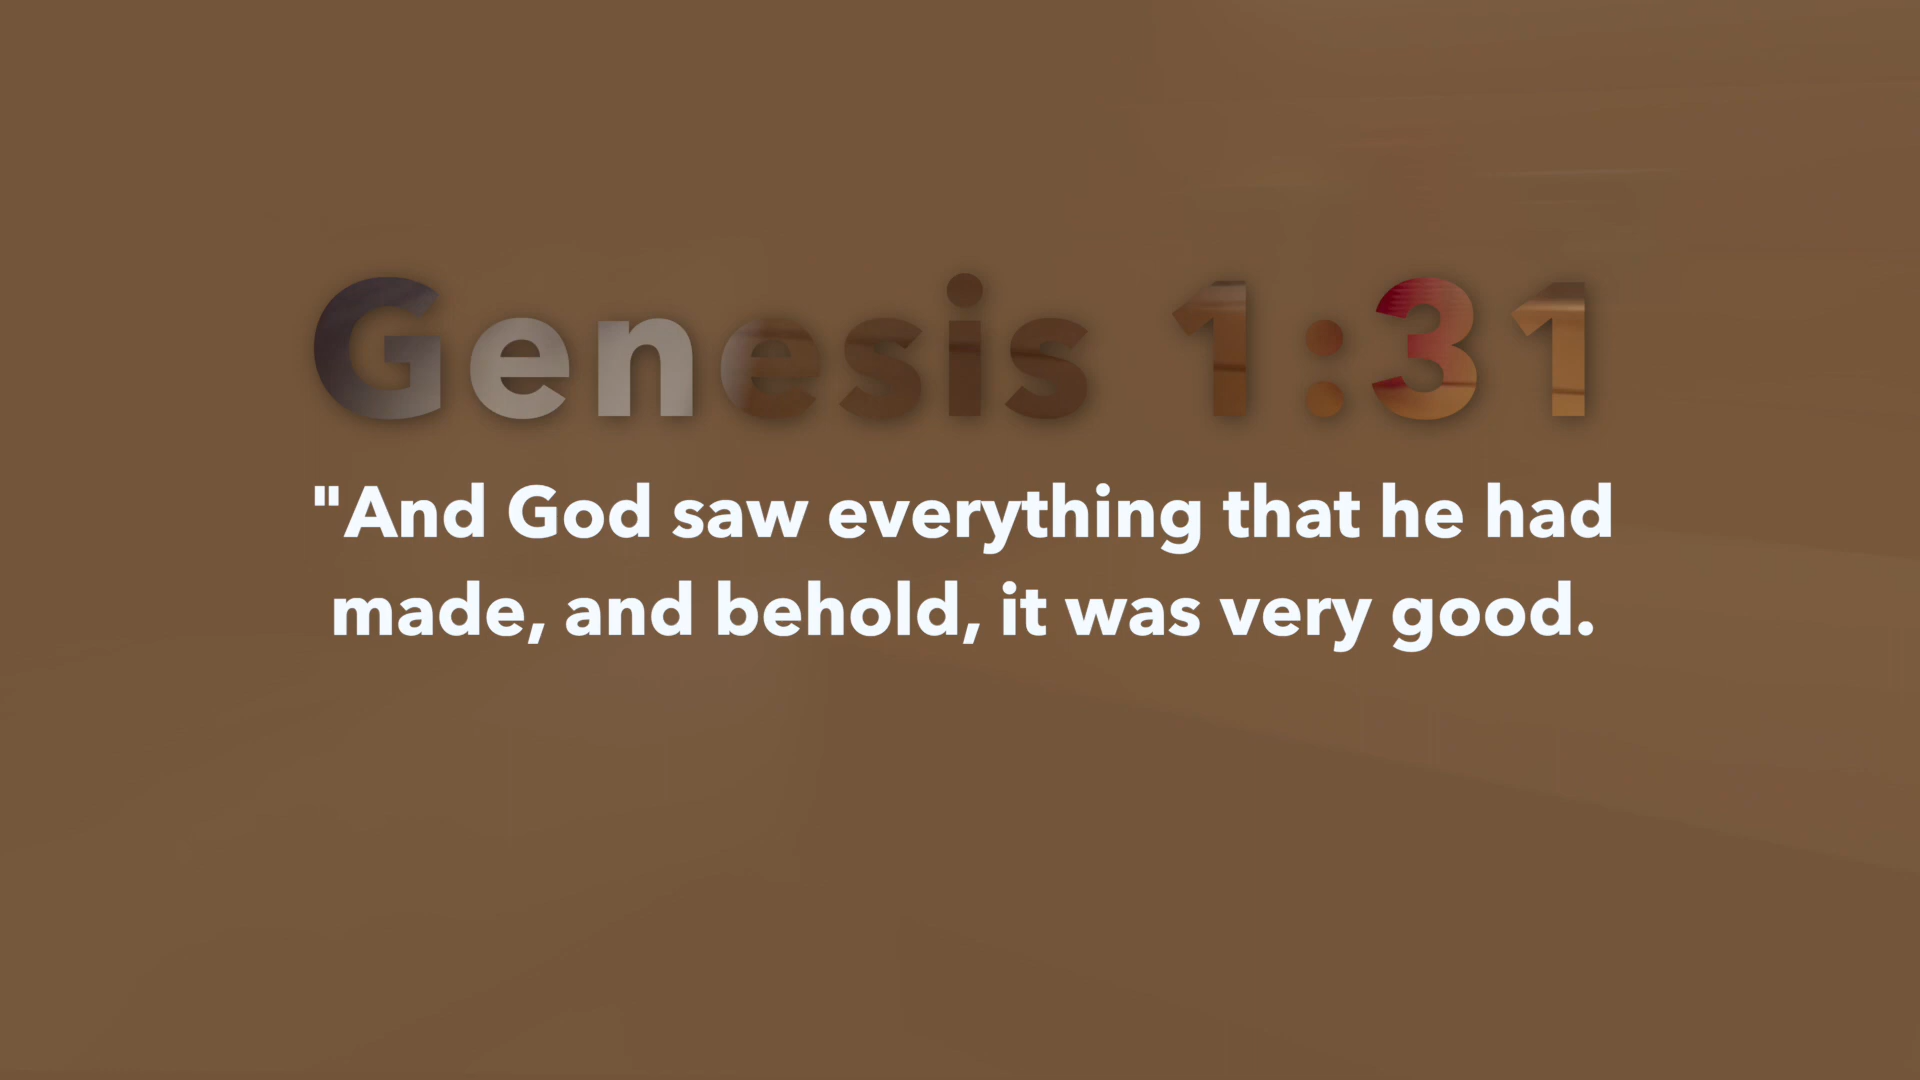 Genesis 1:31
"And God saw everything that he had
made, and behold, it was very good.